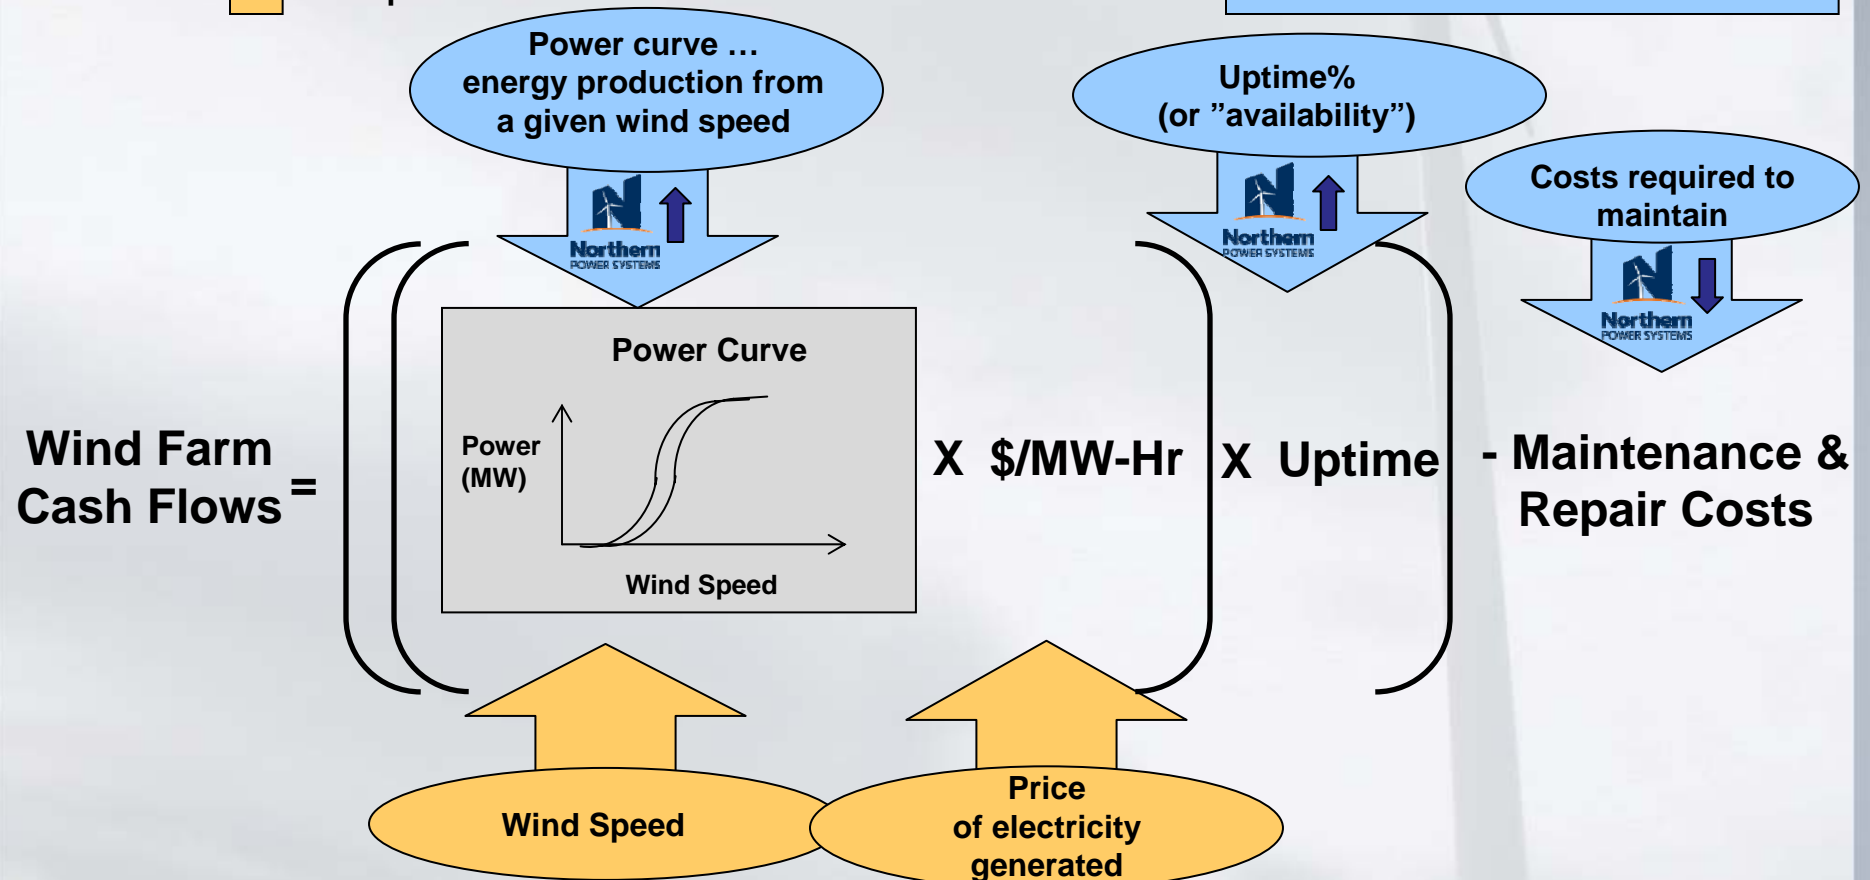 Power curve …
energy production from
a given wind speed
Uptime%
(or ”availability”)
Costs required to
maintain
Northern
POWER SYSTEMS
Northern
POWER SYSTEMS
Northern
POWER SYSTEMS
Power Curve
Power
(MW)
Wind Speed
Wind Farm
Cash Flows =
X $/MW-Hr
X Uptime
- Maintenance &
Repair Costs
Wind Speed
Price
of electricity
generated